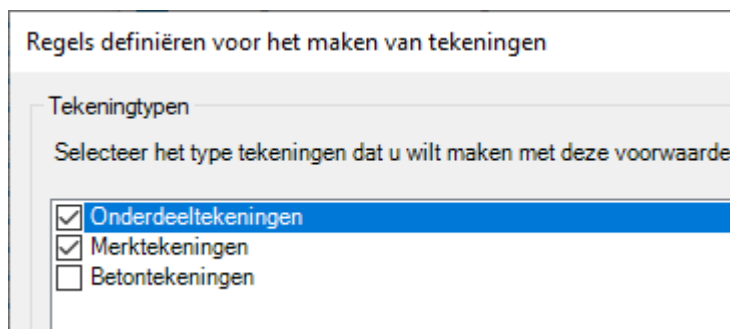 Regels definiëren voor het maken van tekeningen
Tekeningtypen
Selecteer het type tekeningen dat u wilt maken met deze voorwaarde
Onderdeeltekeningen
Merktekeningen
Betontekeningen